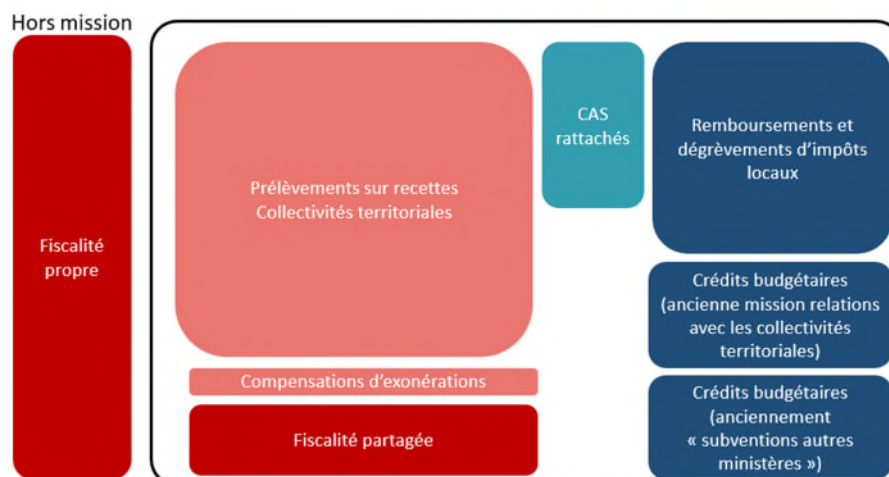 Hors mission
Fiscalité
propre
Prélèvements sur recettes
Collectivités territoriales
Compensations d'exonérations
Fiscalité partagée
CAS
rattachés
Remboursements et
dégrèvements d'impôts
locaux
Crédits budgétaires
(ancienne mission relations
avec les collectivités
territoriales)
Crédits budgétaires
(anciennement
« subventions autres
ministères »)